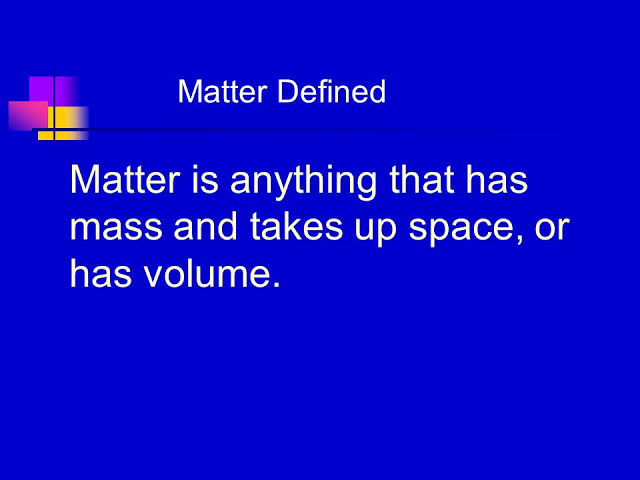 Matter Defined
Matter is anything that has
mass and takes up space, or
has volume.